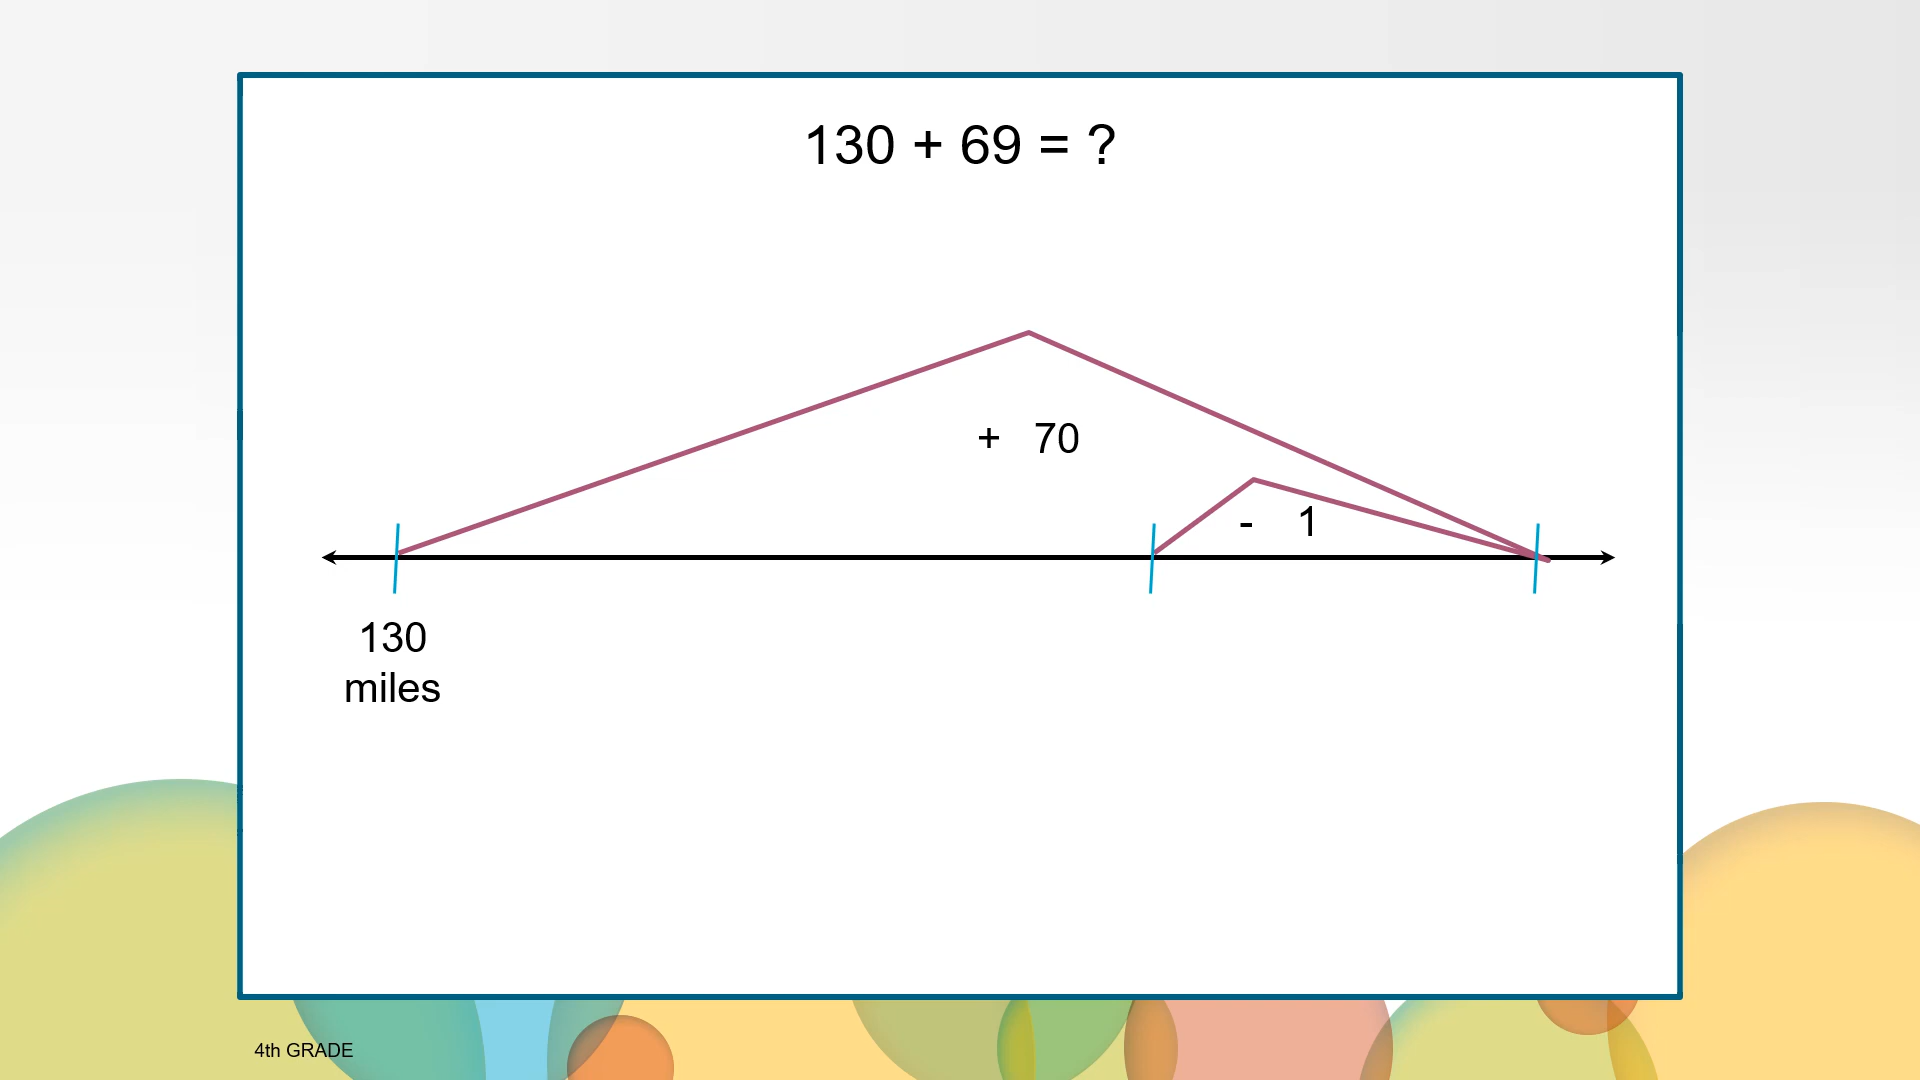 130 + 69 = ?
+ 70
- 1
130
miles
4th GRADE